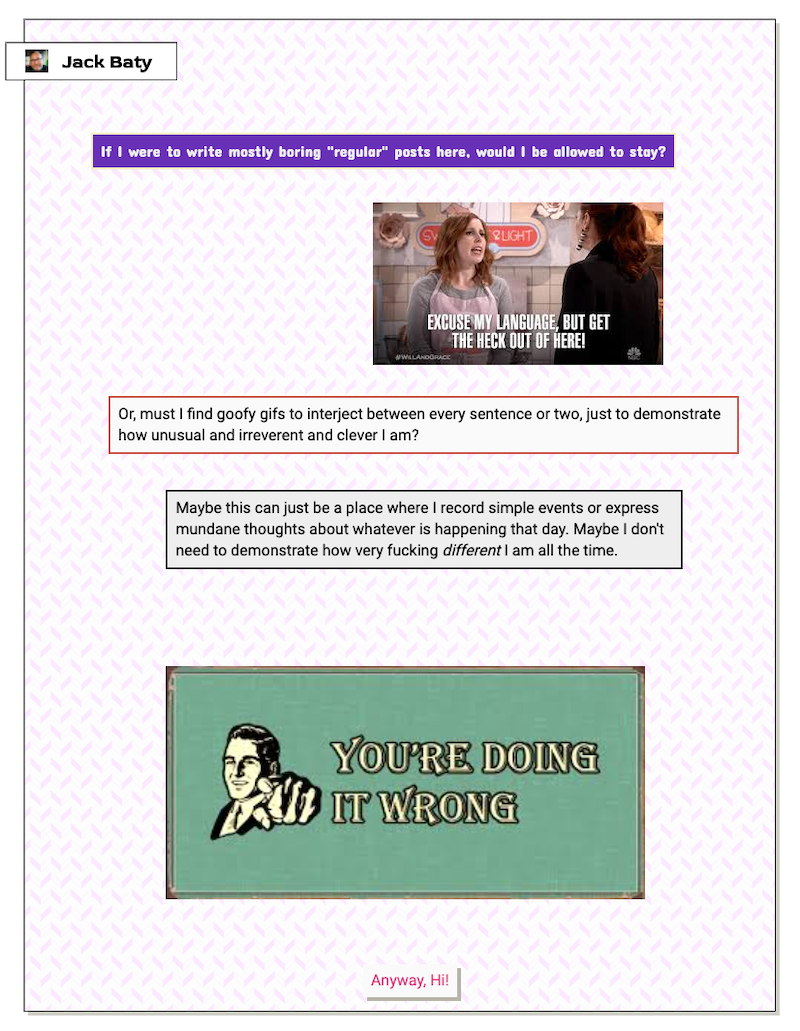 Jack Baty
If I were to write mostly boring "regular" posts here, would I be allowed to stay?
& LIGHT
EXCUSE MY LANGUAGE, BUT GET
THE HECK OUT OF HERE!
#WILLANDGRACE
NBC
Or, must I find goofy gifs to interject between every sentence or two, just to demonstrate
how unusual and irreverent and clever I am?
Maybe this can just be a place where I record simple events or express
mundane thoughts about whatever is happening that day. Maybe I don't
need to demonstrate how very fucking different I am all the time.
YOU'RE DOING
IT WRONG
Anyway, Hi!